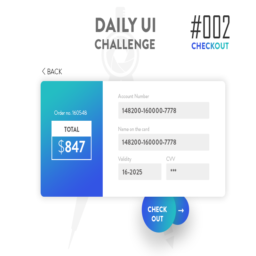 DAILY UI
CHALLENGE
#002
CHECKOUT
BACK
Order no. 160548
TOTAL
$847
Account Number
148200-160000-7778
Name on the card
148200-160000-7778
Validity
CVV
16-2025
***
CHECK
OUT